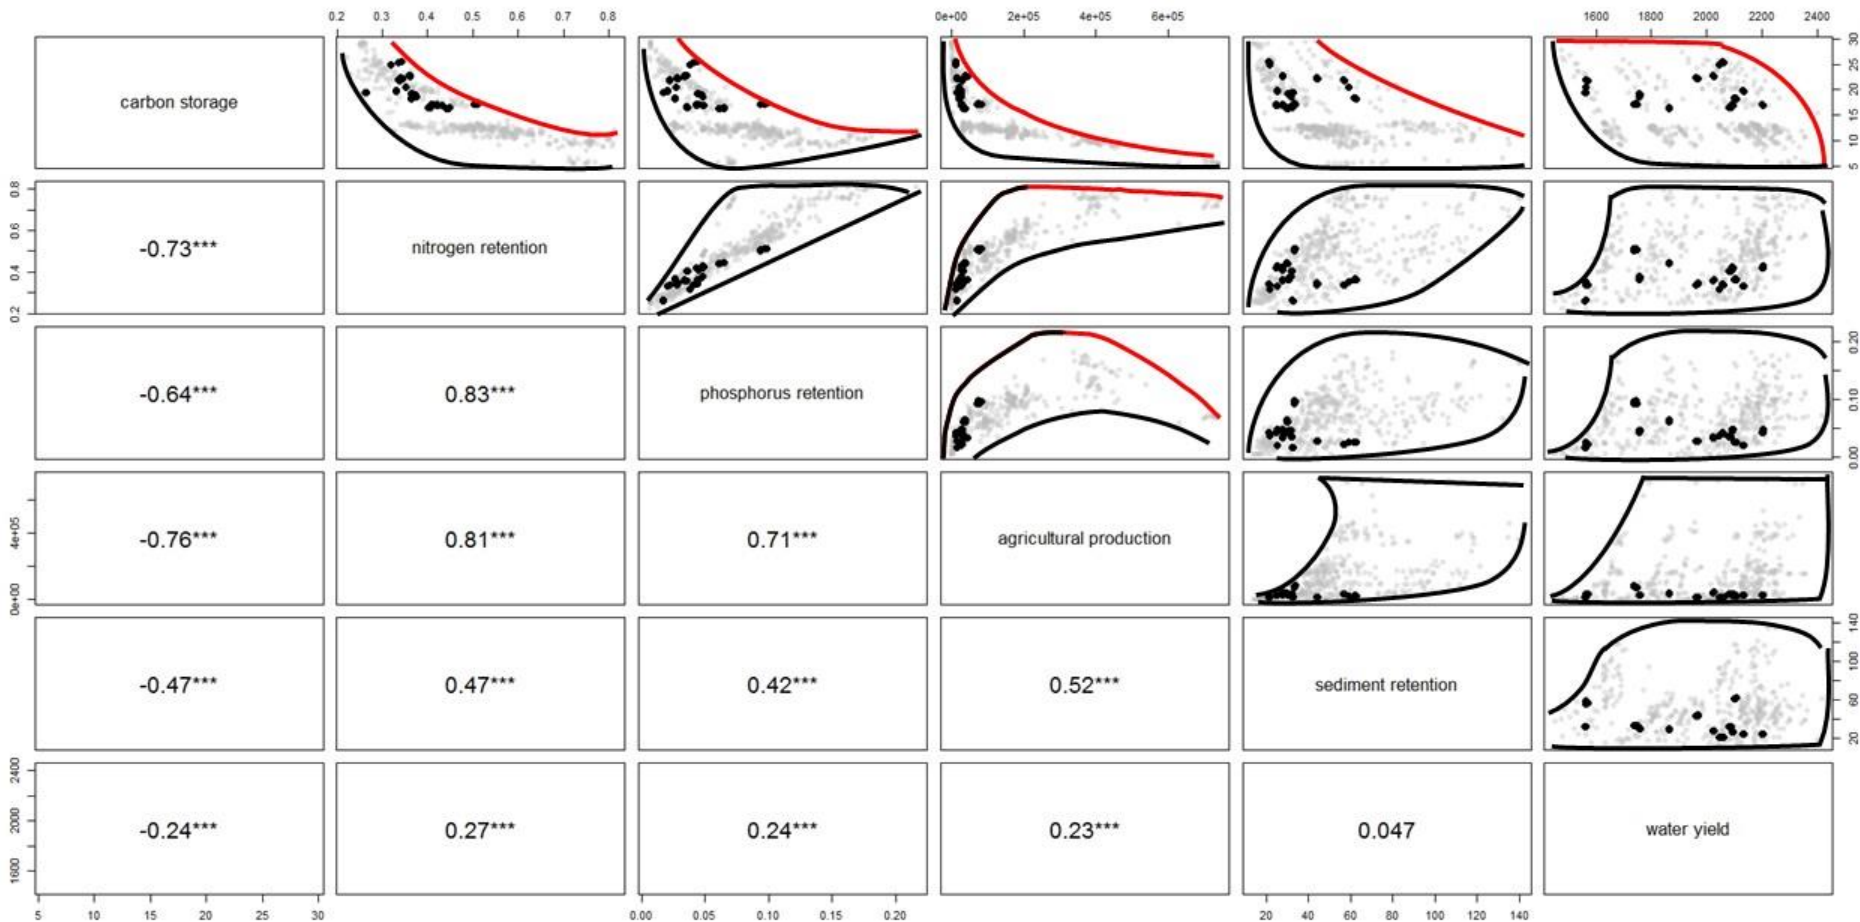 0.2 0.3 0.4 0.5 0.6 0.7 0.8 0e+00 2e+05 4e+05 6e+05 1600 1800 2000 2200 2400
carbon storage
5 10 15 20 25 30
0.2 0.4 0.6 0.8
-0.73***
nitrogen retention
-0.64***
0.83***
phosphorus retention
0.00 0.10 0.20
0e+00 4e+05
-0.76***
0.81***
0.71***
agricultural production
-0.47***
0.47***
0.42***
0.52***
sediment retention
20 60 100 140
1600 2000 2400
-0.24***
0.27***
0.24***
0.23***
0.047
water yield
5 10 15 20 25 30 0.00 0.05 0.10 0.15 0.20 20 40 60 80 100 120 140